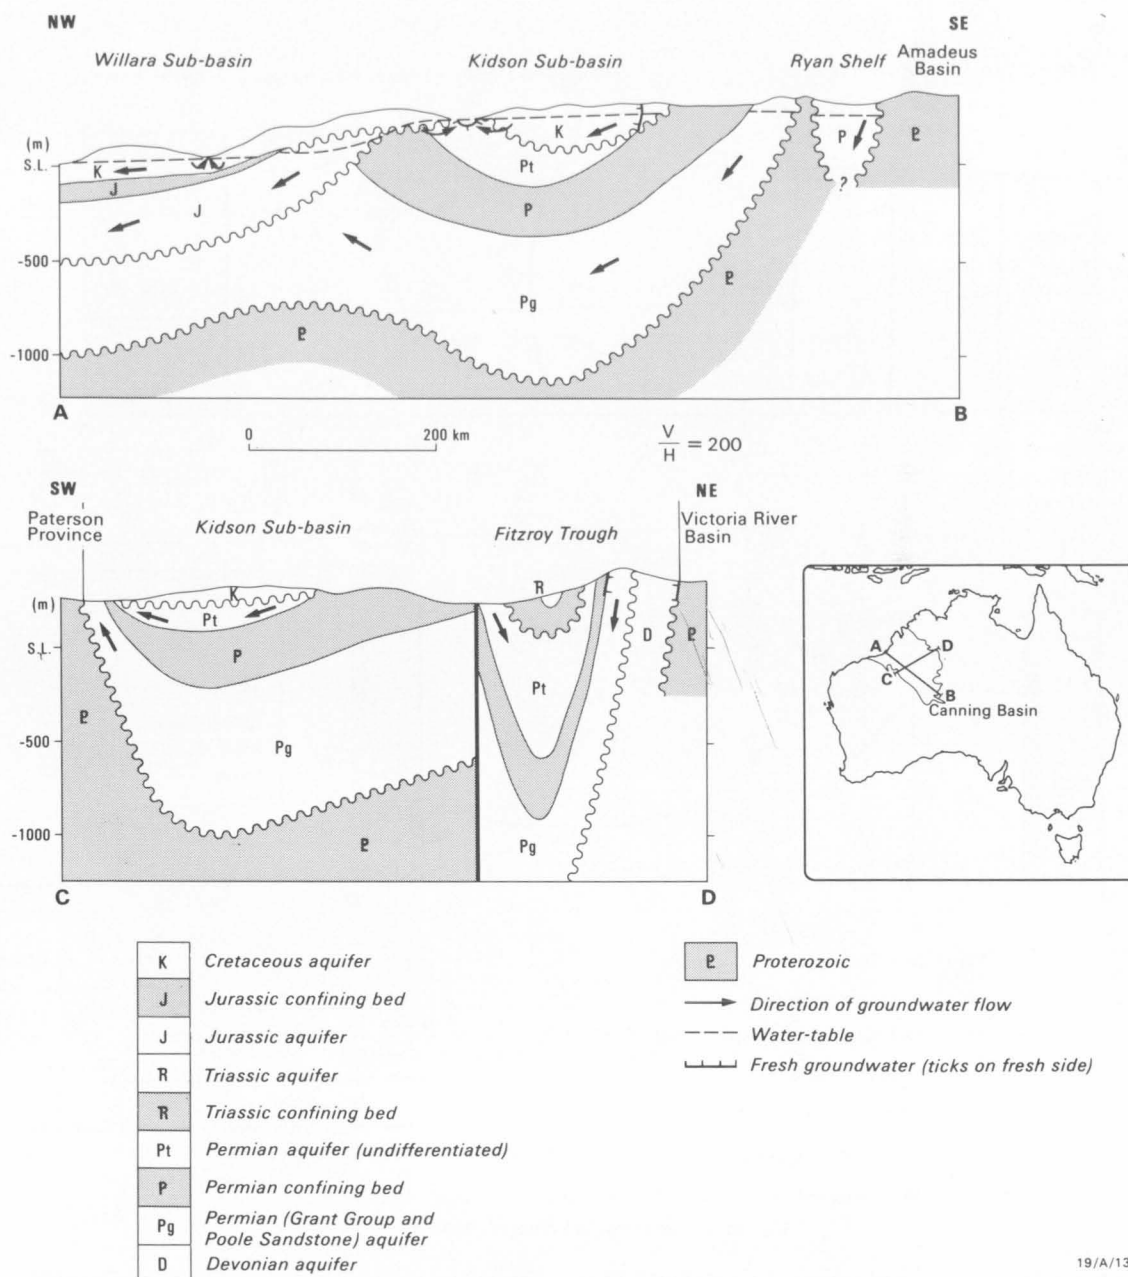 NW
SE
Willara Sub-basin
Kidson Sub-basin
Ryan Shelf
Amadeus
Basin
(m)
S.L.
-500
-1000
K
J
J
K
Pt
P
Pg
P
?
A
B
0
200 km
V
H = 200
SW
NE
Paterson
Province
Kidson Sub-basin
Fitzroy Trough
Victoria River
Basin
(m)
S.L.
-500
-1000
K
Pt
P
Pg
Pt
Pg
D
C
D
A
D
C
B
Canning Basin
K Cretaceous aquifer
J Jurassic confining bed
J Jurassic aquifer
Triassic aquifer
Triassic confining bed
Pt Permian aquifer (undifferentiated)
P Permian confining bed
Pg Permian (Grant Group and
Poole Sandstone) aquifer
D Devonian aquifer
Proterozoic
Direction of groundwater flow
Water-table
Fresh groundwater (ticks on fresh side)
19/A/13